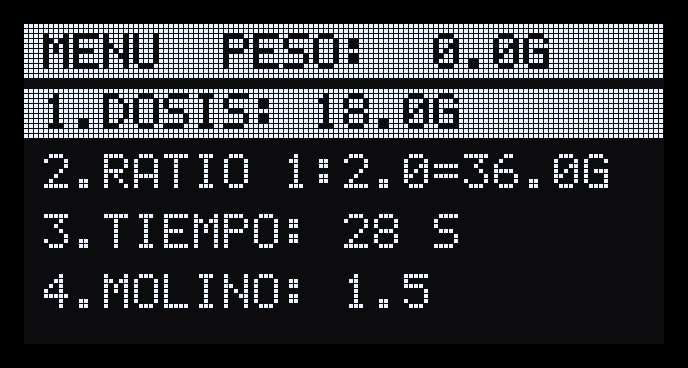 MENU PESO: 0.0G
1.DOSIS: 18.0G
2.RATIO 1:2.0=36.0G
3.TIEMPO: 28 S
4.MOLINO: 1.5